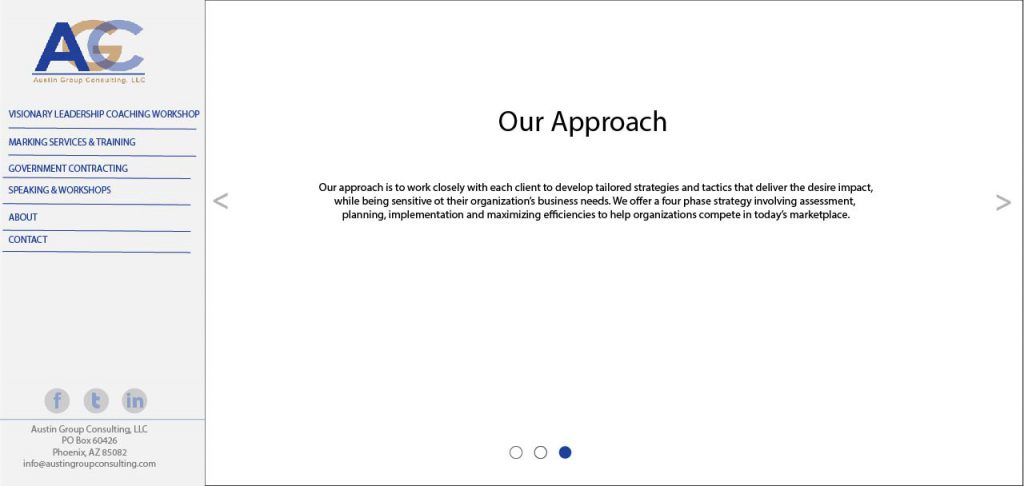 AGC
Austin Group Consulting, LLC
VISIONARY LEADERSHIP COACHING WORKSHOP
MARKING SERVICES & TRAINING
GOVERNMENT CONTRACTING
SPEAKING & WORKSHOPS
ABOUT
CONTACT
f t in
Austin Group Consulting, LLC
PO Box 60426
Phoenix, AZ 85082
info@austingroupconsulting.com
Our Approach
Our approach is to work closely with each client to develop tailored strategies and tactics that deliver the desire impact,
while being sensitive ot their organization's business needs. We offer a four phase strategy involving assessment,
planning, implementation and maximizing efficiencies to help organizations compete in today's marketplace.
< >